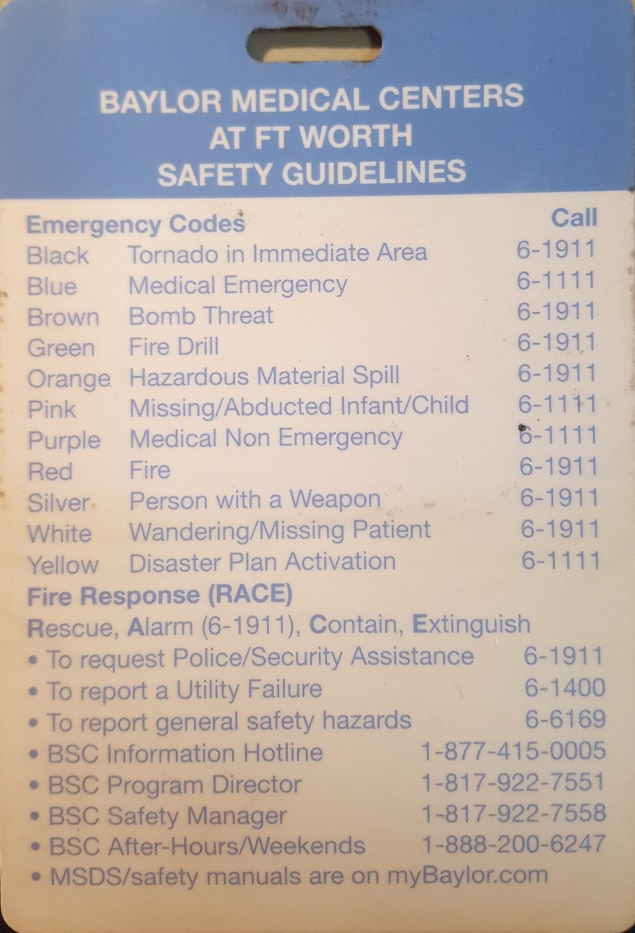 BAYLOR MEDICAL CENTERS
AT FT WORTH
SAFETY GUIDELINES
Emergency Codes Call
Black Tornado in Immediate Area 6-1911
Blue Medical Emergency 6-1111
Brown Bomb Threat 6-1911
Green Fire Drill 6-1911
Orange Hazardous Material Spill 6-1911
Pink Missing/Abducted Infant/Child 6-1111
Purple Medical Non Emergency 6-1111
Red Fire 6-1911
Silver Person with a Weapon 6-1911
White Wandering/Missing Patient 6-1911
Yellow Disaster Plan Activation 6-1111
Fire Response (RACE)
Rescue, Alarm (6-1911), Contain, Extinguish
• To request Police/Security Assistance 6-1911
• To report a Utility Failure 6-1400
• To report general safety hazards 6-6169
• BSC Information Hotline 1-877-415-0005
• BSC Program Director 1-817-922-7551
• BSC Safety Manager 1-817-922-7558
• BSC After-Hours/Weekends 1-888-200-6247
• MSDS/safety manuals are on myBaylor.com